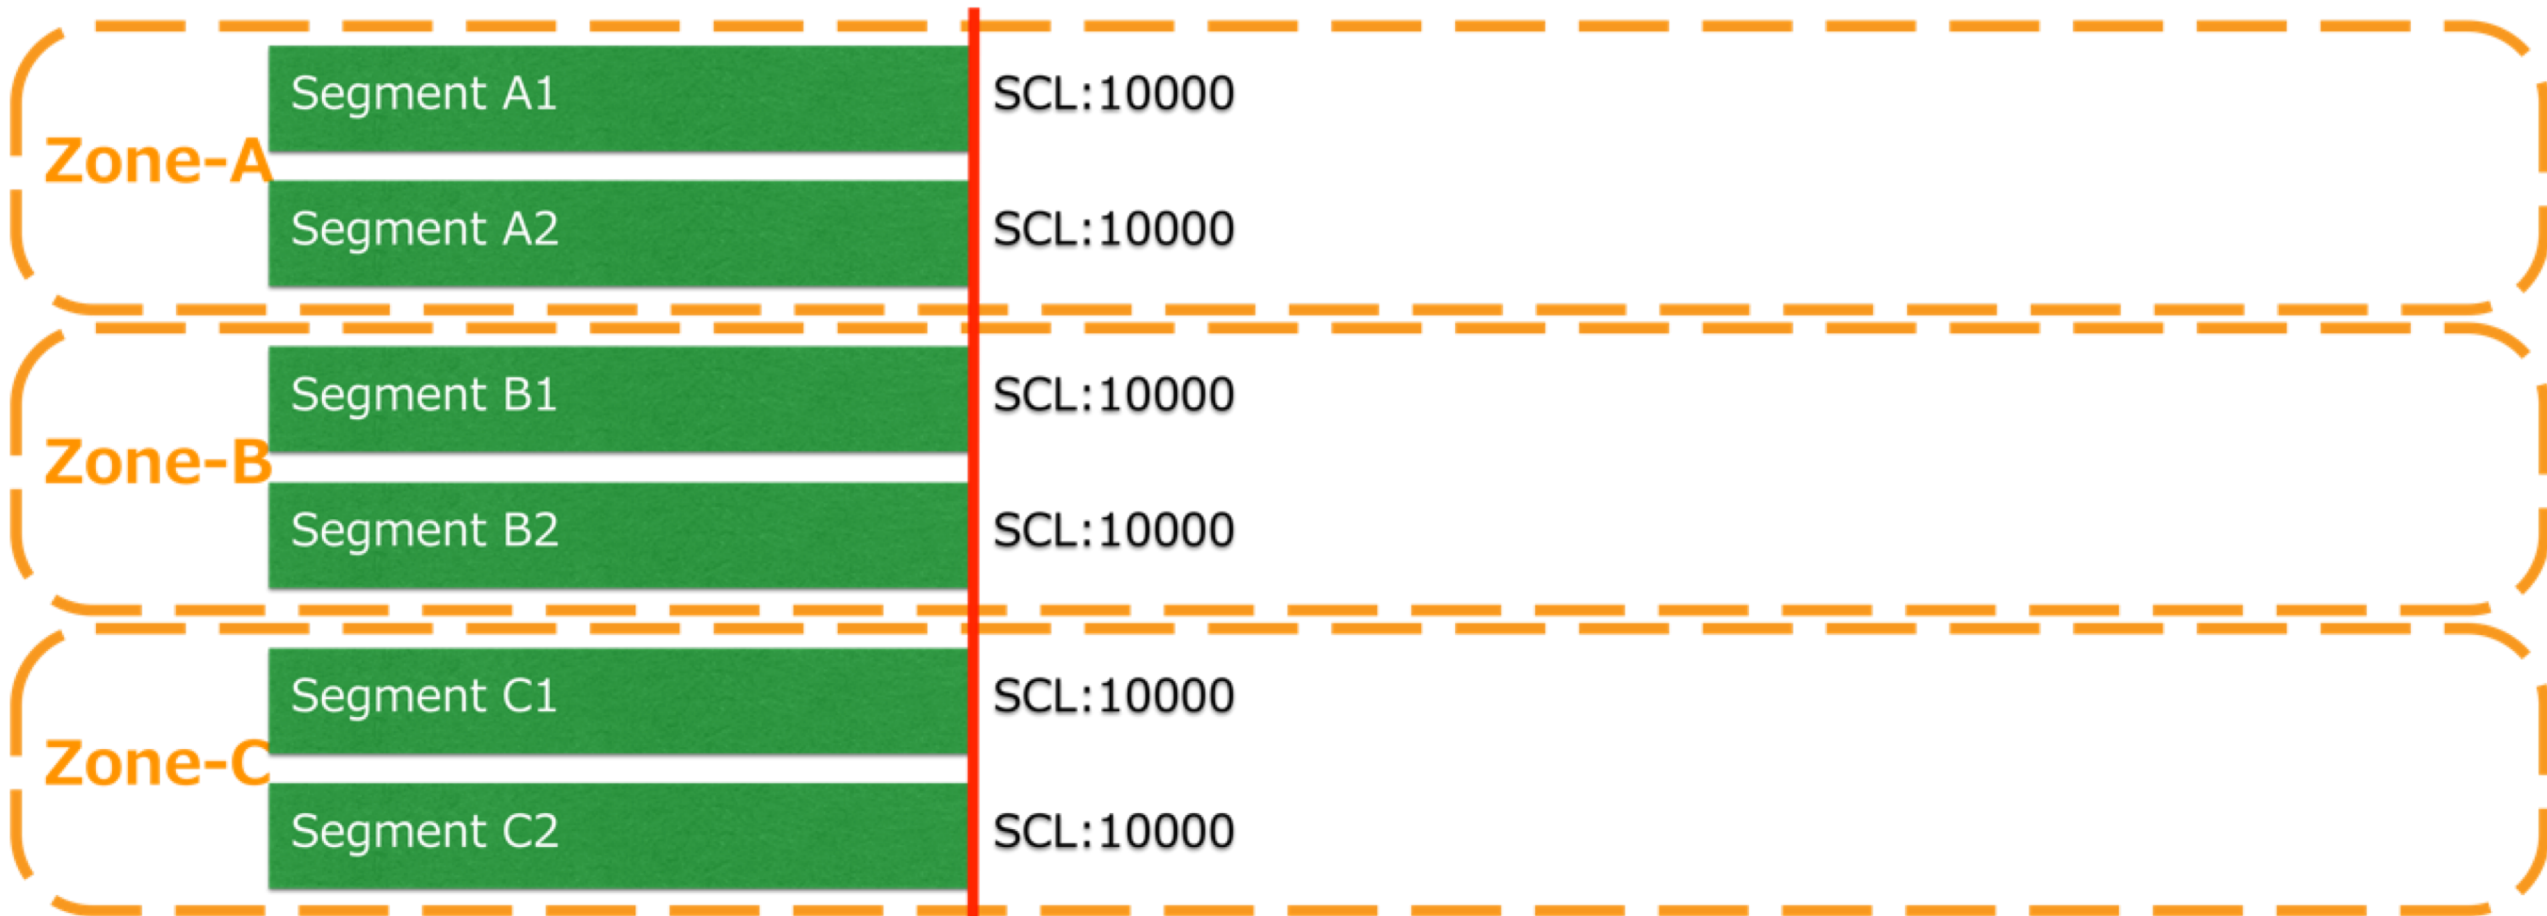 Zone-A
Segment A1 SCL:10000
Segment A2 SCL:10000
Zone-B
Segment B1 SCL:10000
Segment B2 SCL:10000
Zone-C
Segment C1 SCL:10000
Segment C2 SCL:10000